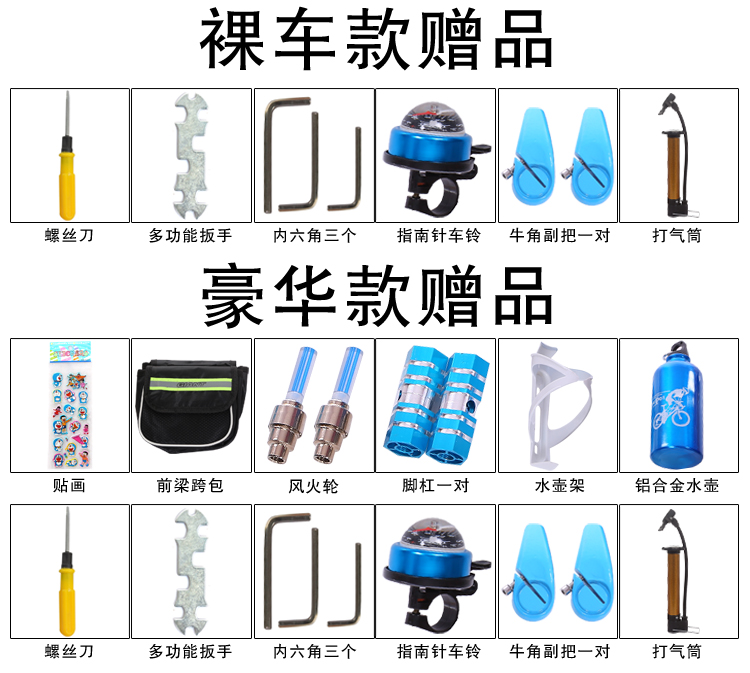 裸车款赠品
螺丝刀 多功能扳手 内六角三个 指南针车铃 牛角副把一对 打气筒
豪华款赠品
贴画 前梁跨包 风火轮 脚杠一对 水壶架 铝合金水壶
螺丝刀 多功能扳手 内六角三个 指南针车铃 牛角副把一对 打气筒